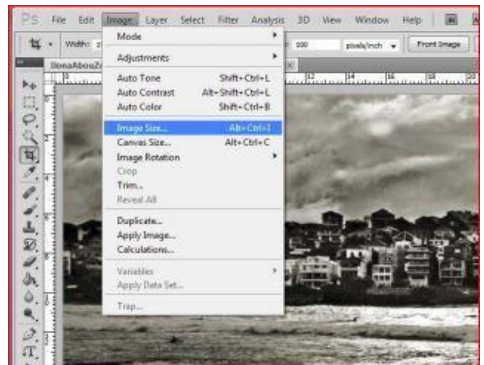 PS File Edit Image Layer Select Filter Analysis 3D View Window Help
Width: 100 pixels/inch Front Image
Mode
Adjustments
Auto Tone Shift+Ctrl+L
Auto Contrast Alt+Shift+Ctrl+L
Auto Color Shift+Ctrl+B
Image Size... Alt+Ctrl+I
Canvas Size... Alt+Ctrl+C
Image Rotation
Crop
Trim...
Reveal All
Duplicate...
Apply Image...
Calculations...
Variables
Apply Data Set...
Trap...